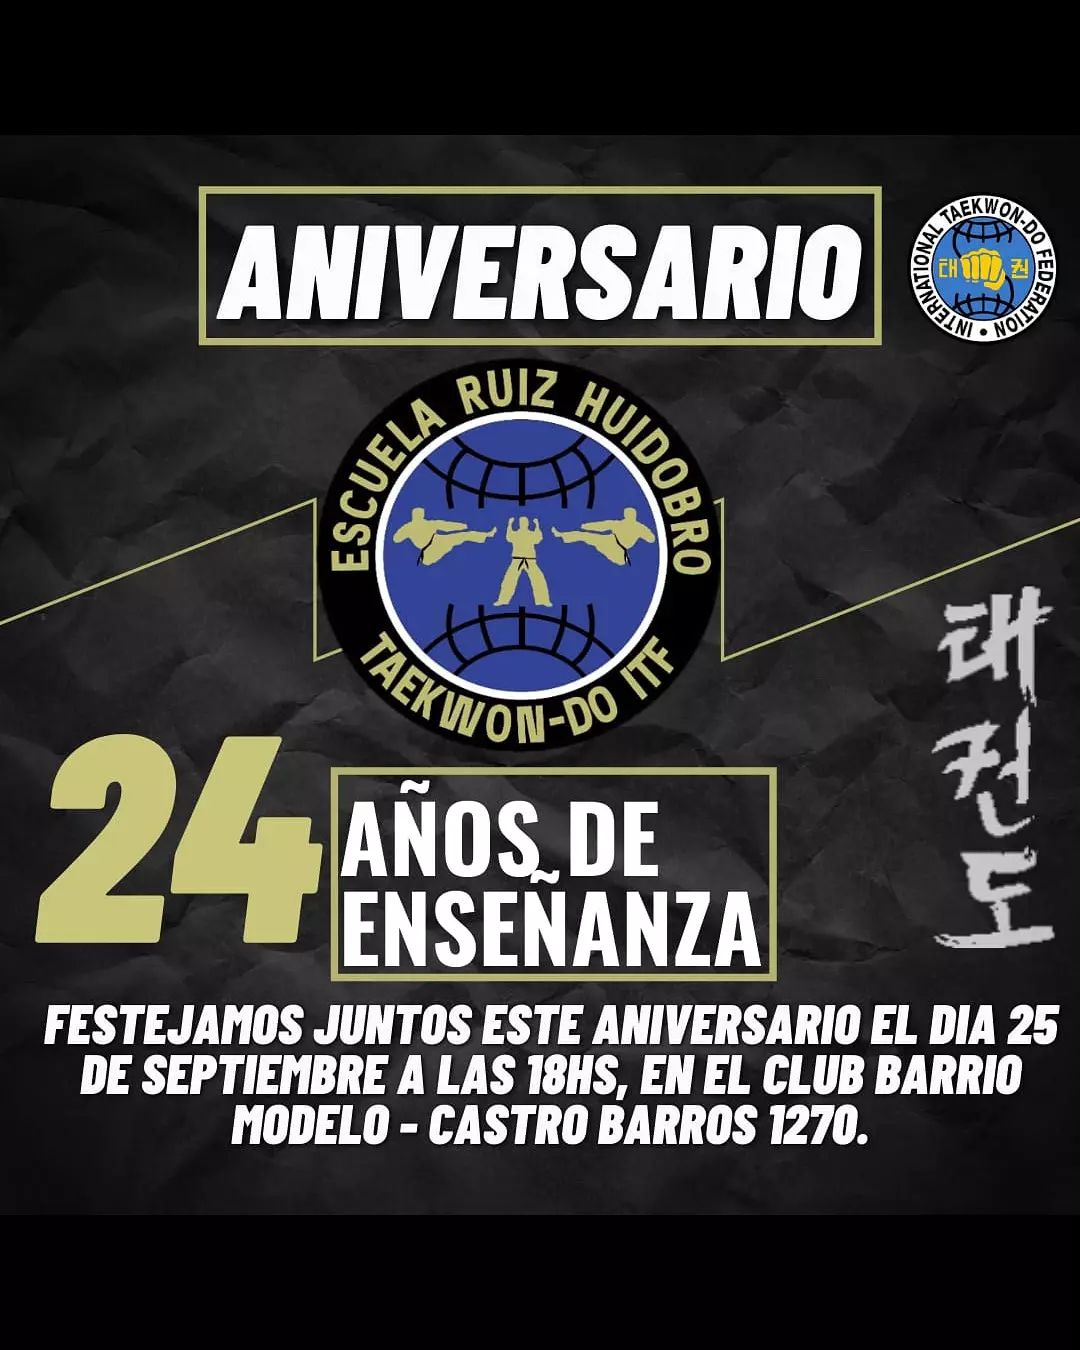 ANIVERSARIO
INTERNATIONAL TAEKWON-DO FEDERATION
태 권
ESCUELA RUIZ HUIDOBRO
TAEKWON-DO ITF
태
권
도
24
AÑOS DE
ENSEÑANZA
FESTEJAMOS JUNTOS ESTE ANIVERSARIO EL DIA 25
DE SEPTIEMBRE A LAS 18HS, EN EL CLUB BARRIO
MODELO - CASTRO BARROS 1270.